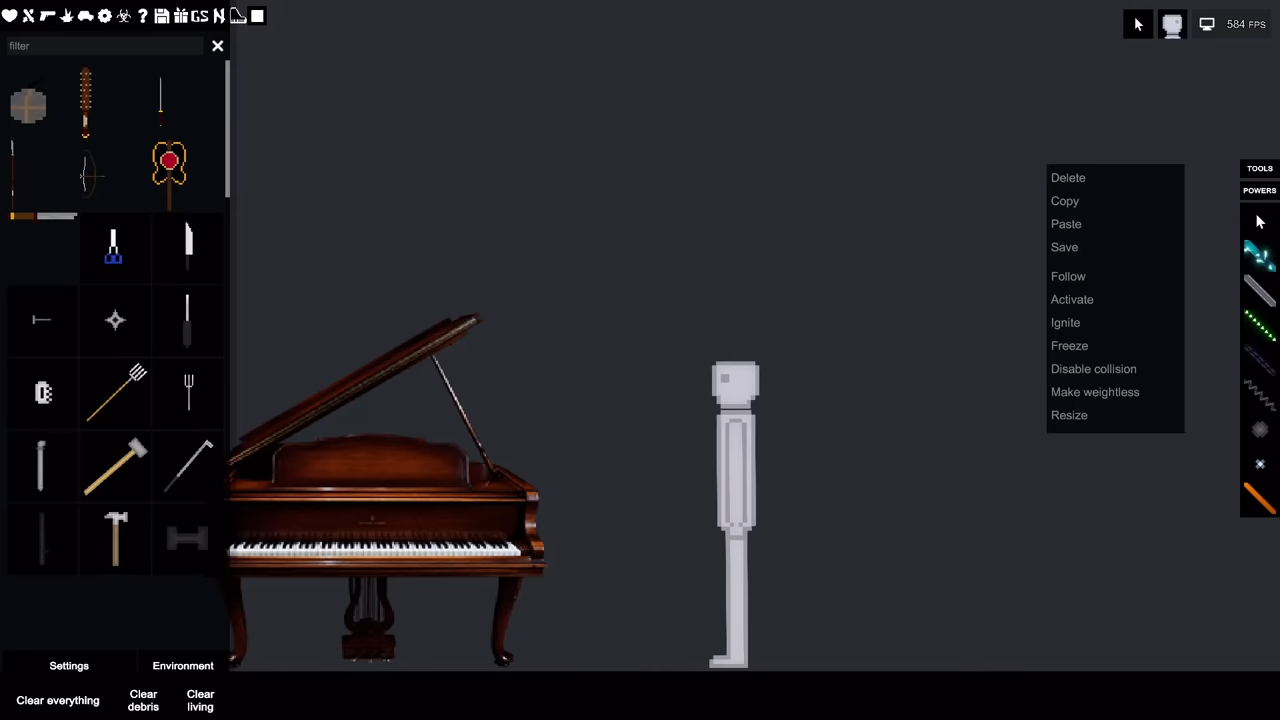 GS
584 FPS
filter
TOOLS
POWERS
Delete
Copy
Paste
Save
Follow
Activate
Ignite
Freeze
Disable collision
Make weightless
Resize
Settings
Environment
Clear everything
Clear debris
Clear living